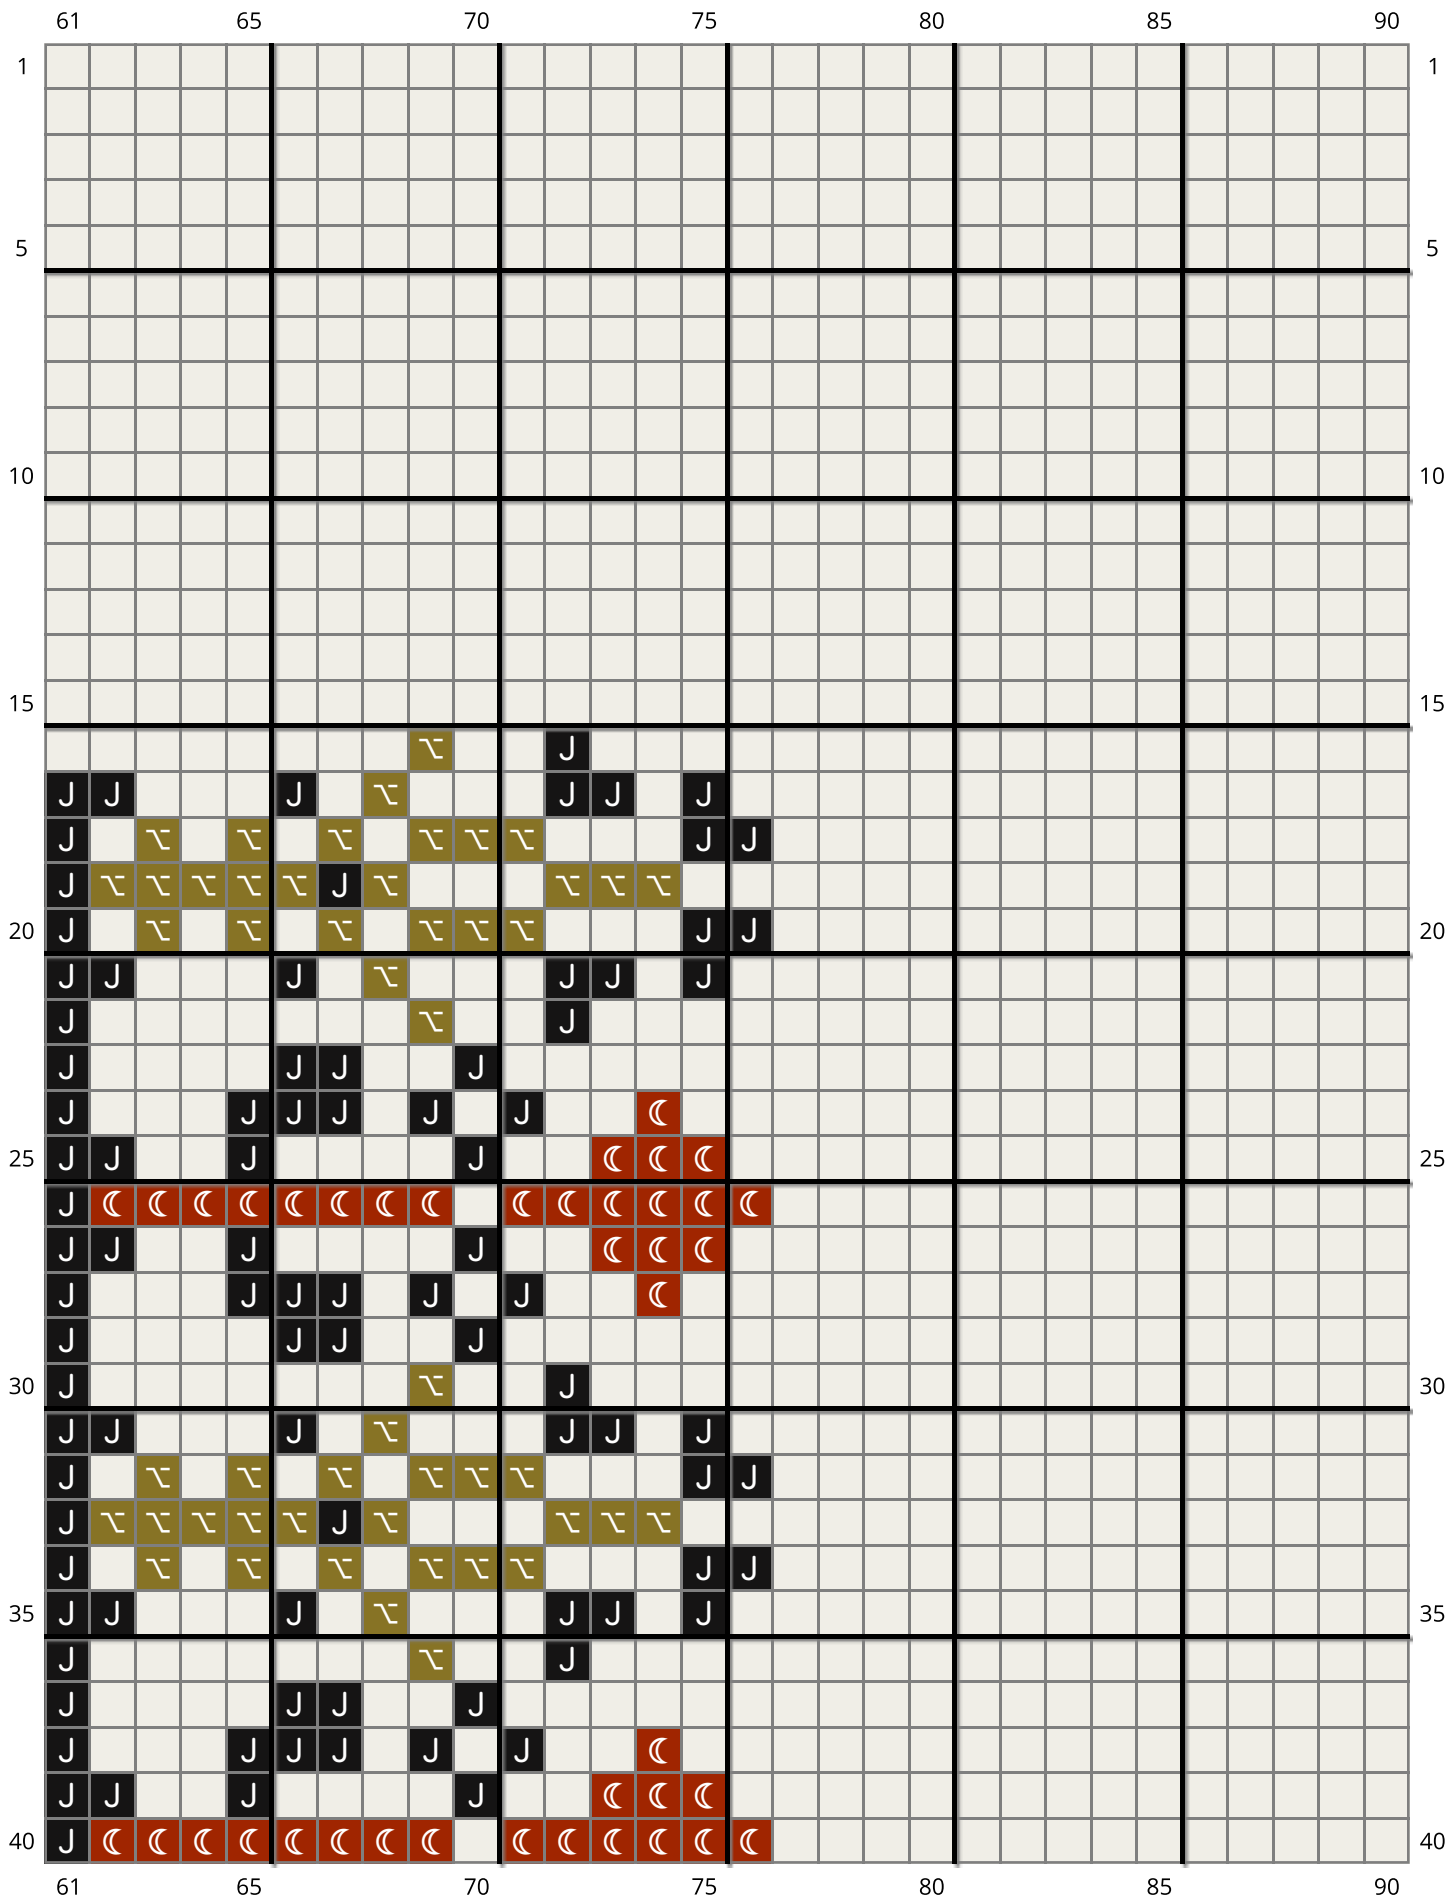 61 65 70 75 80 85 90
1 1
5 5
10 10
15 15
⌥ J
J J J ⌥ J J J
J ⌥ ⌥ ⌥ ⌥ ⌥ ⌥ J J
J ⌥ ⌥ ⌥ ⌥ ⌥ J ⌥ ⌥ ⌥ ⌥
20 J ⌥ ⌥ ⌥ ⌥ ⌥ ⌥ J J 20
J J J ⌥ J J J
J ⌥ J
J J J J
J J J J J J ☾
25 J J J J ☾ ☾ ☾ 25
J ☾ ☾ ☾ ☾ ☾ ☾ ☾ ☾ ☾ ☾ ☾ ☾ ☾ ☾
J J J J ☾ ☾ ☾
J J J J J J ☾
J J J J
30 J ⌥ J 30
J J J ⌥ J J J
J ⌥ ⌥ ⌥ ⌥ ⌥ ⌥ J J
J ⌥ ⌥ ⌥ ⌥ ⌥ J ⌥ ⌥ ⌥ ⌥
J ⌥ ⌥ ⌥ ⌥ ⌥ ⌥ J J
35 J J J ⌥ J J J 35
J ⌥ J
J J J J
J J J J J J ☾
J J J J ☾ ☾ ☾
40 J ☾ ☾ ☾ ☾ ☾ ☾ ☾ ☾ ☾ ☾ ☾ ☾ ☾ ☾ 40
61 65 70 75 80 85 90